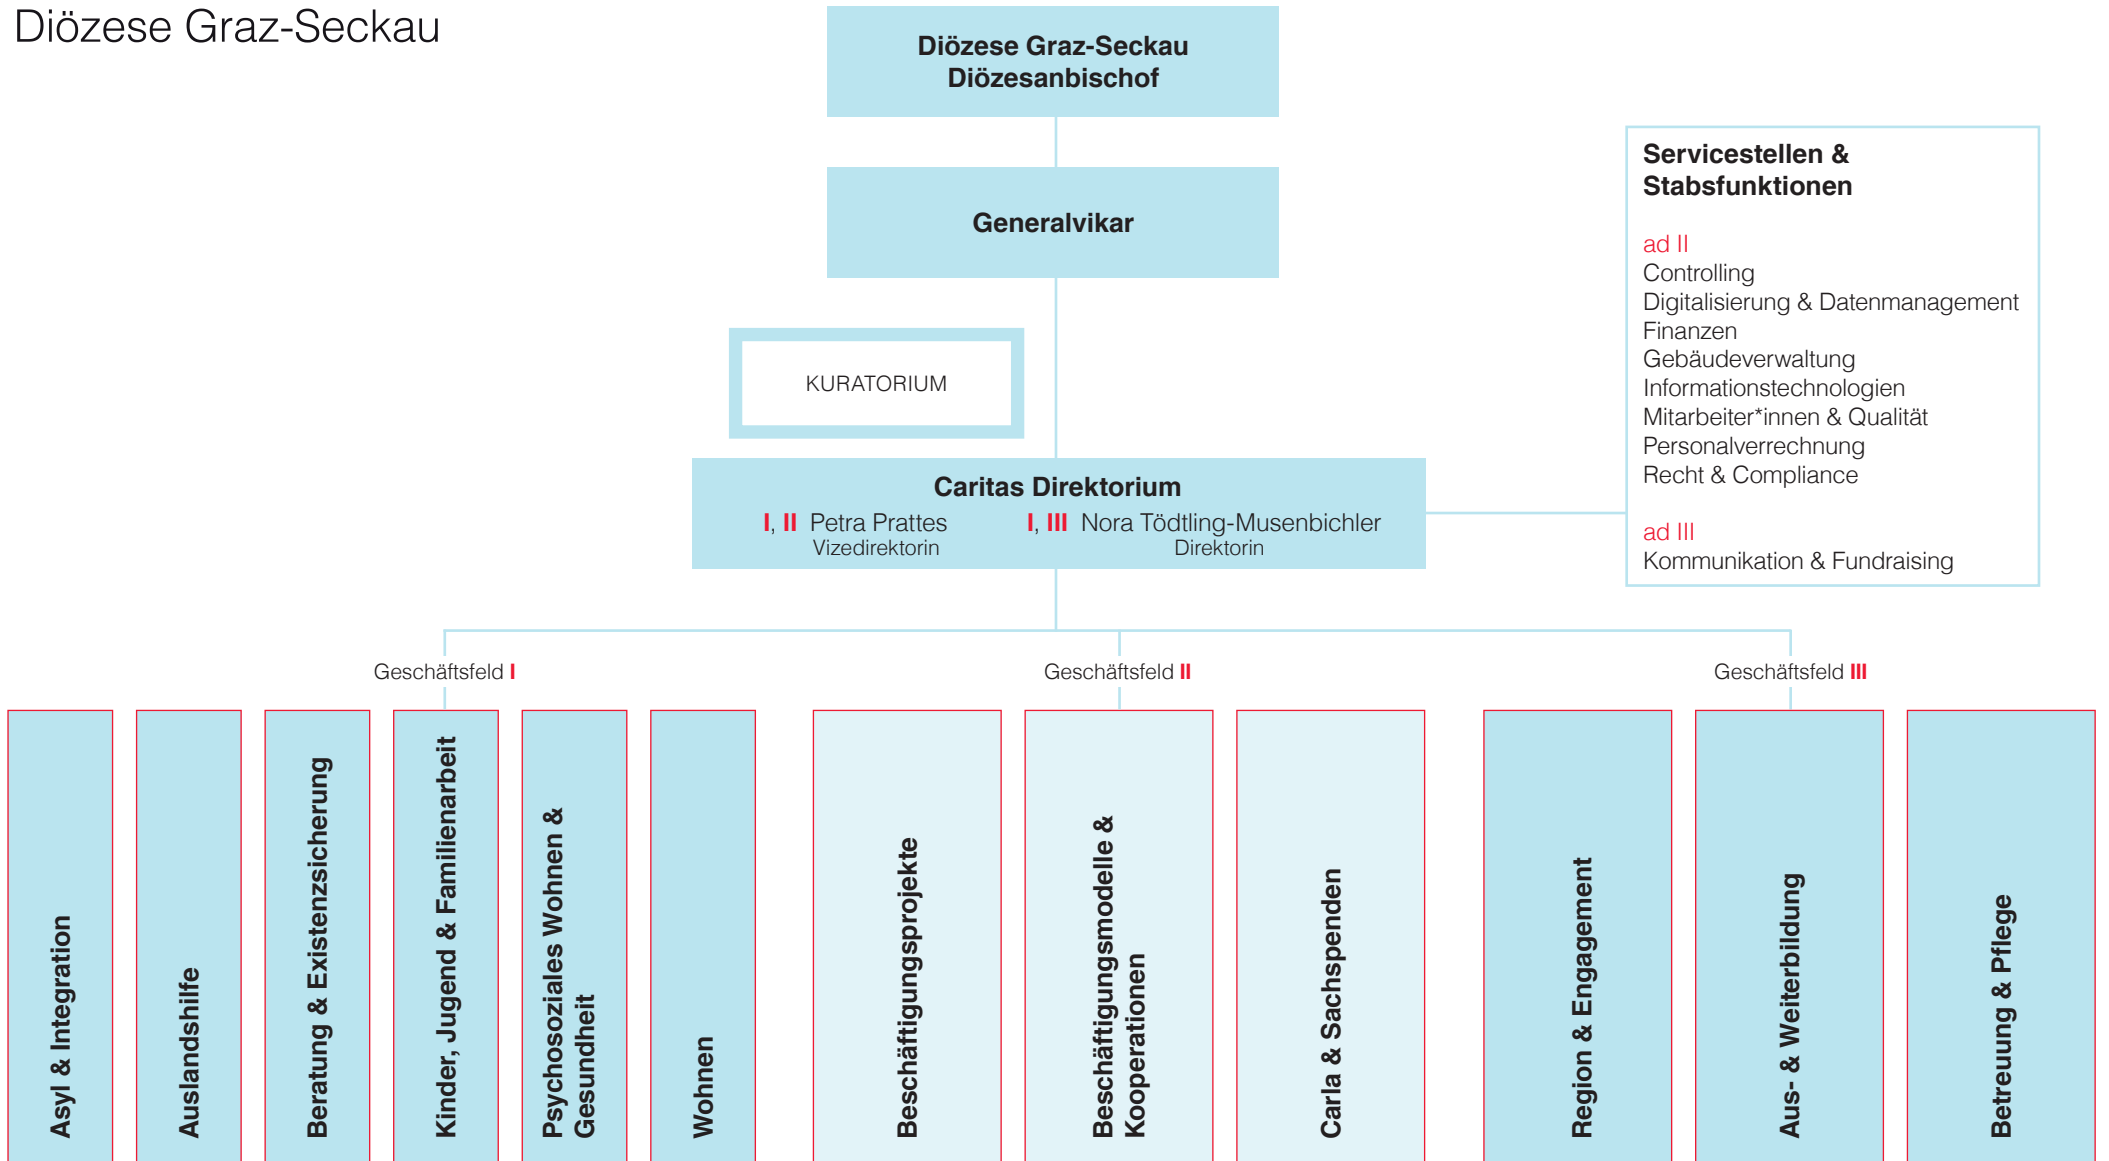 Diözese Graz-Seckau
Diözese Graz-Seckau
Diözesanbischof
Generalvikar
KURATORIUM
Caritas Direktorium
I, II Petra Prattes
Vizedirektorin
I, III Nora Tödtling-Musenbichler
Direktorin
Servicestellen &
Stabsfunktionen
ad II
Controlling
Digitalisierung & Datenmanagement
Finanzen
Gebäudeverwaltung
Informationstechnologien
Mitarbeiter*innen & Qualität
Personalverrechnung
Recht & Compliance
ad III
Kommunikation & Fundraising
Geschäftsfeld I
Asyl & Integration
Auslandshilfe
Beratung & Existenzsicherung
Kinder, Jugend & Familienarbeit
Psychosoziales Wohnen &
Gesundheit
Wohnen
Geschäftsfeld II
Beschäftigungsprojekte
Beschäftigungsmodelle &
Kooperationen
Carla & Sachspenden
Geschäftsfeld III
Region & Engagement
Aus- & Weiterbildung
Betreuung & Pflege